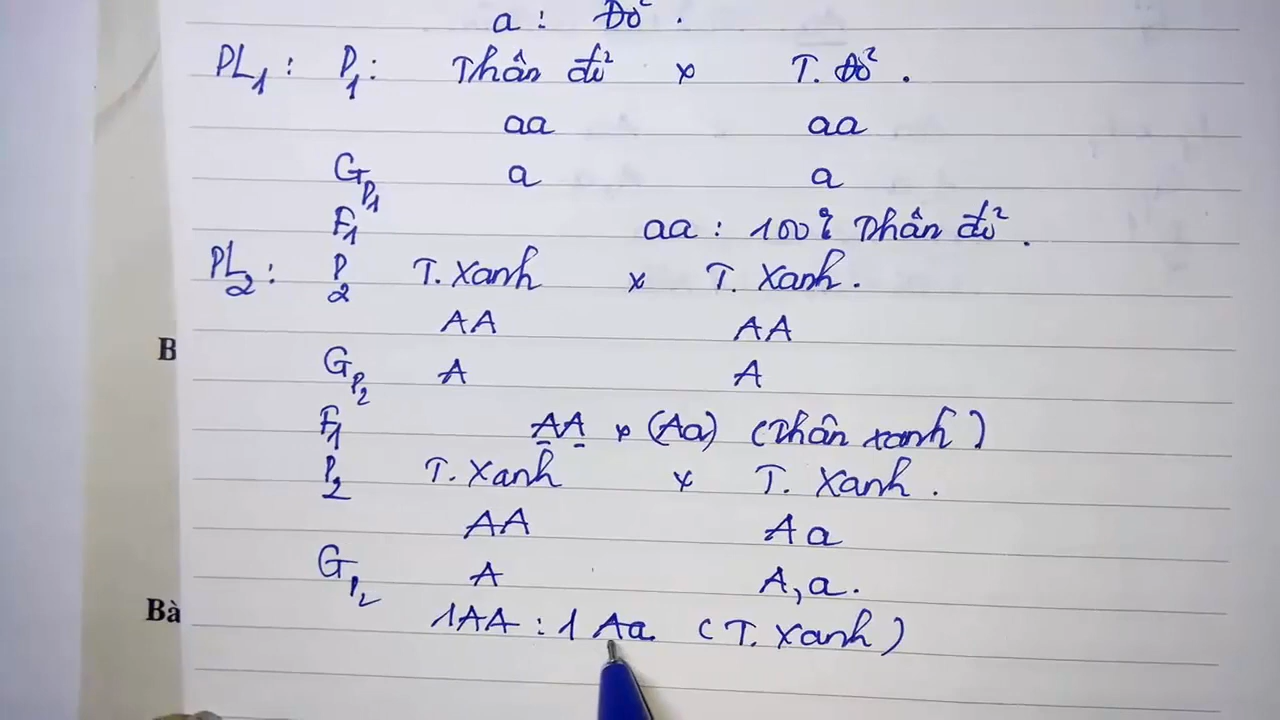 a : Đỏ.
PL1 : P1 : Thân đỏ x T. Đỏ.
aa aa
GP1 a a
F1 aa : 100% Thân đỏ.
PL2 : P2 T. Xanh x T. Xanh.
AA AA
B
GP2 A A
F1 AA x (Aa) (Thân xanh)
P2 T. Xanh x T. Xanh.
AA Aa
GP2 A A, a.
Bà
1AA : 1 Aa (T. Xanh)